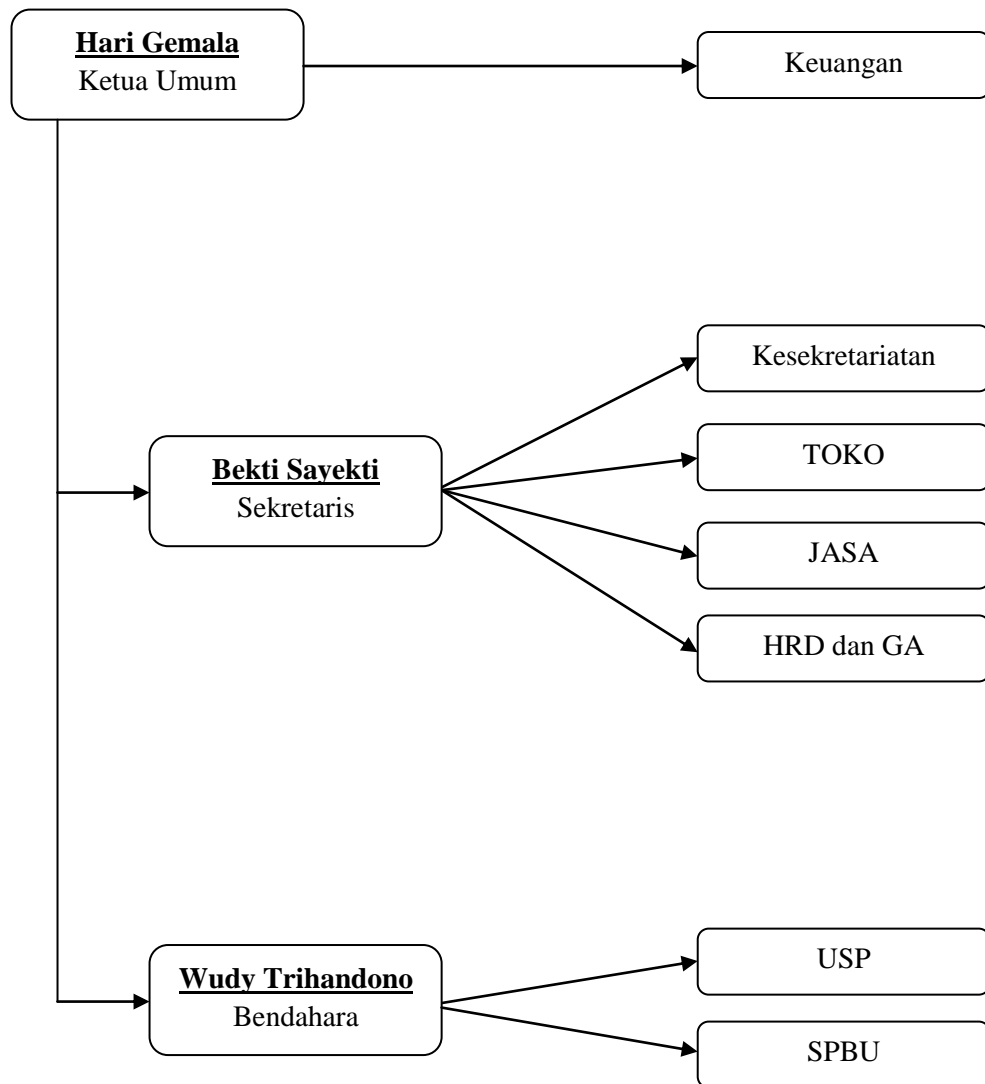 Hari Gemala
Ketua Umum
Keuangan
Kesekretariatan
TOKO
Bekti Sayekti
Sekretaris
JASA
HRD dan GA
USP
Wudy Trihandono
Bendahara
SPBU